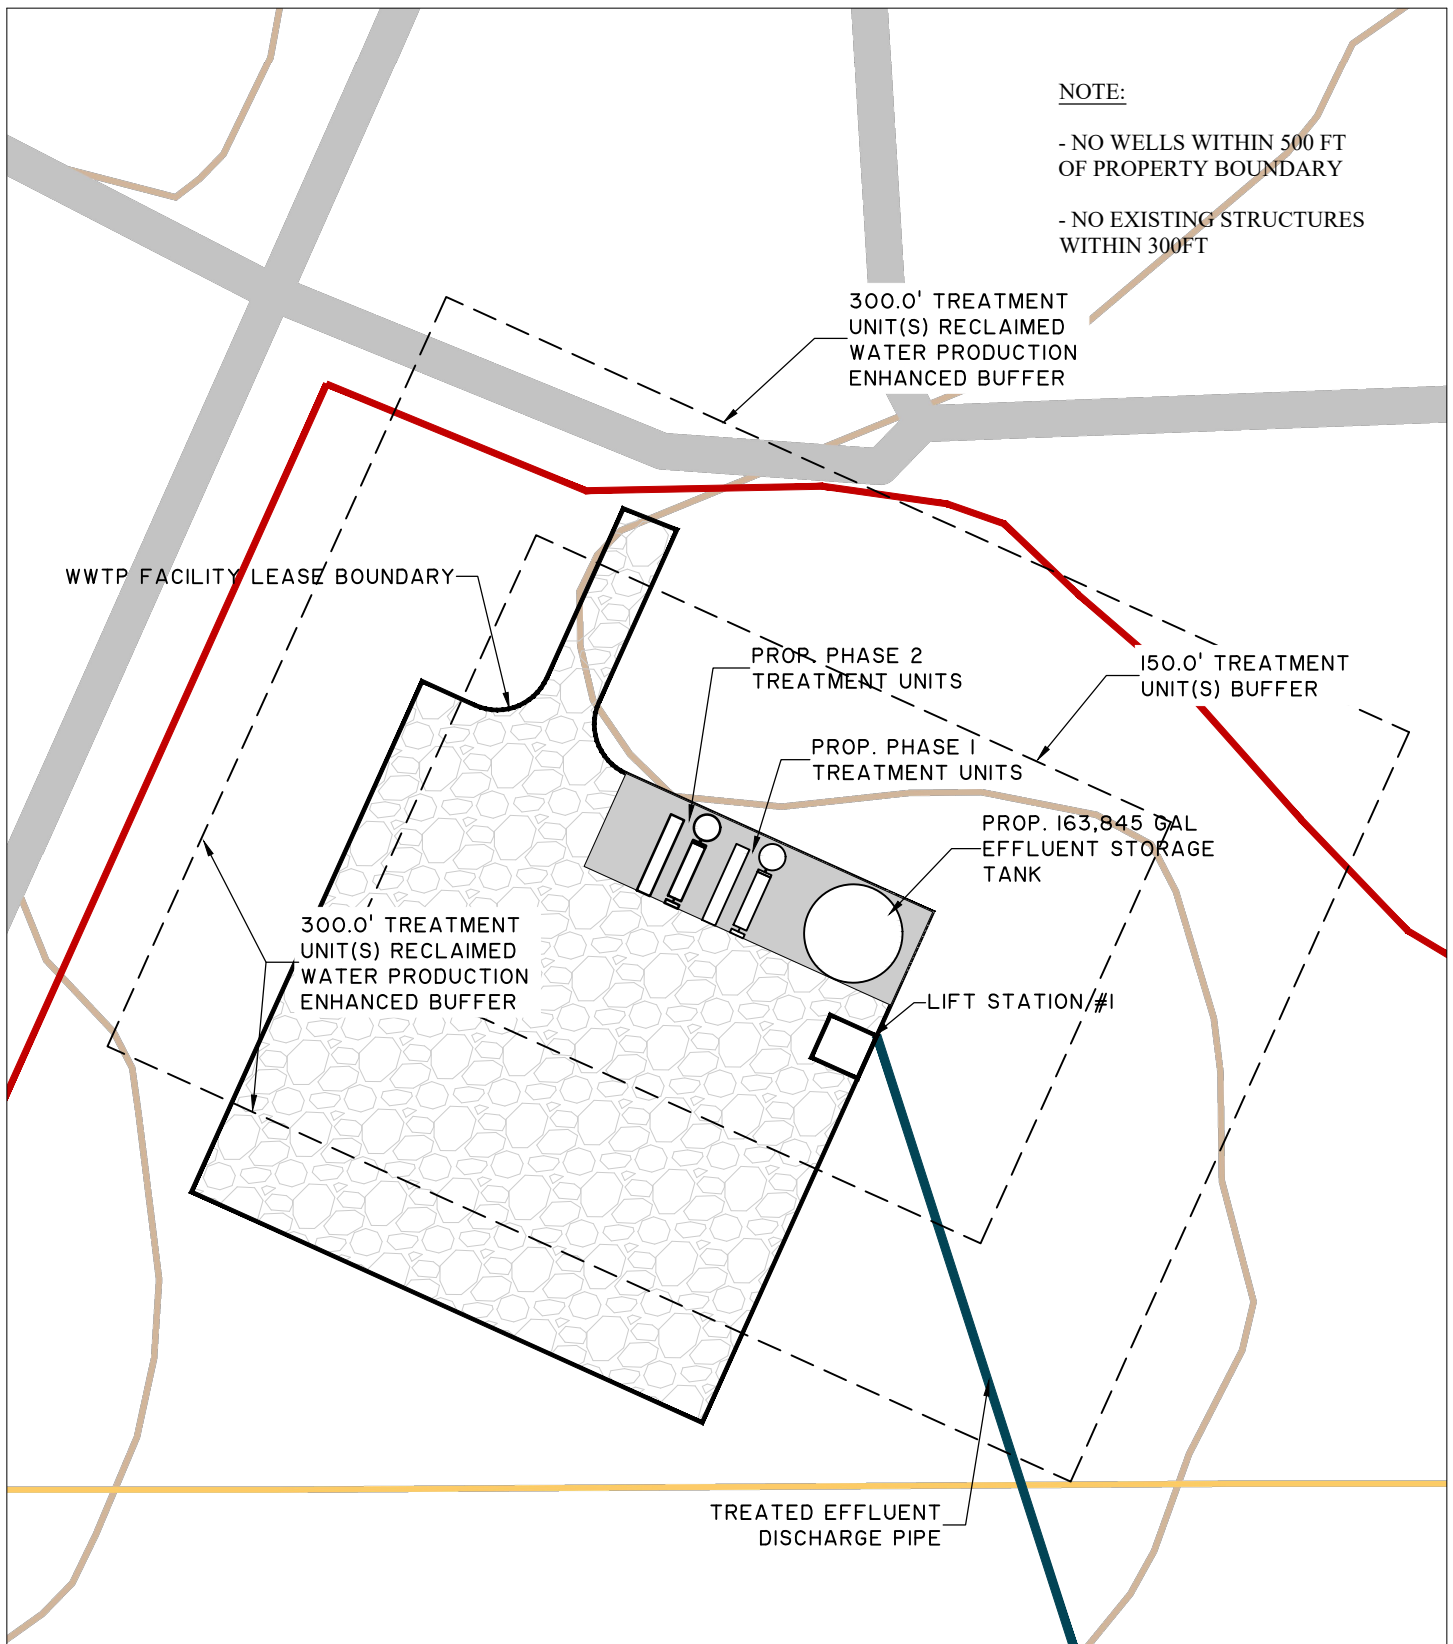 NOTE:
- NO WELLS WITHIN 500 FT
OF PROPERTY BOUNDARY
- NO EXISTING STRUCTURES
WITHIN 300FT
300.0' TREATMENT
UNIT(S) RECLAIMED
WATER PRODUCTION
ENHANCED BUFFER
WWTP FACILITY LEASE BOUNDARY
PROP. PHASE 2
TREATMENT UNITS
150.0' TREATMENT
UNIT(S) BUFFER
PROP. PHASE 1
TREATMENT UNITS
PROP. 163,845 GAL
EFFLUENT STORAGE
TANK
300.0' TREATMENT
UNIT(S) RECLAIMED
WATER PRODUCTION
ENHANCED BUFFER
LIFT STATION #1
TREATED EFFLUENT
DISCHARGE PIPE